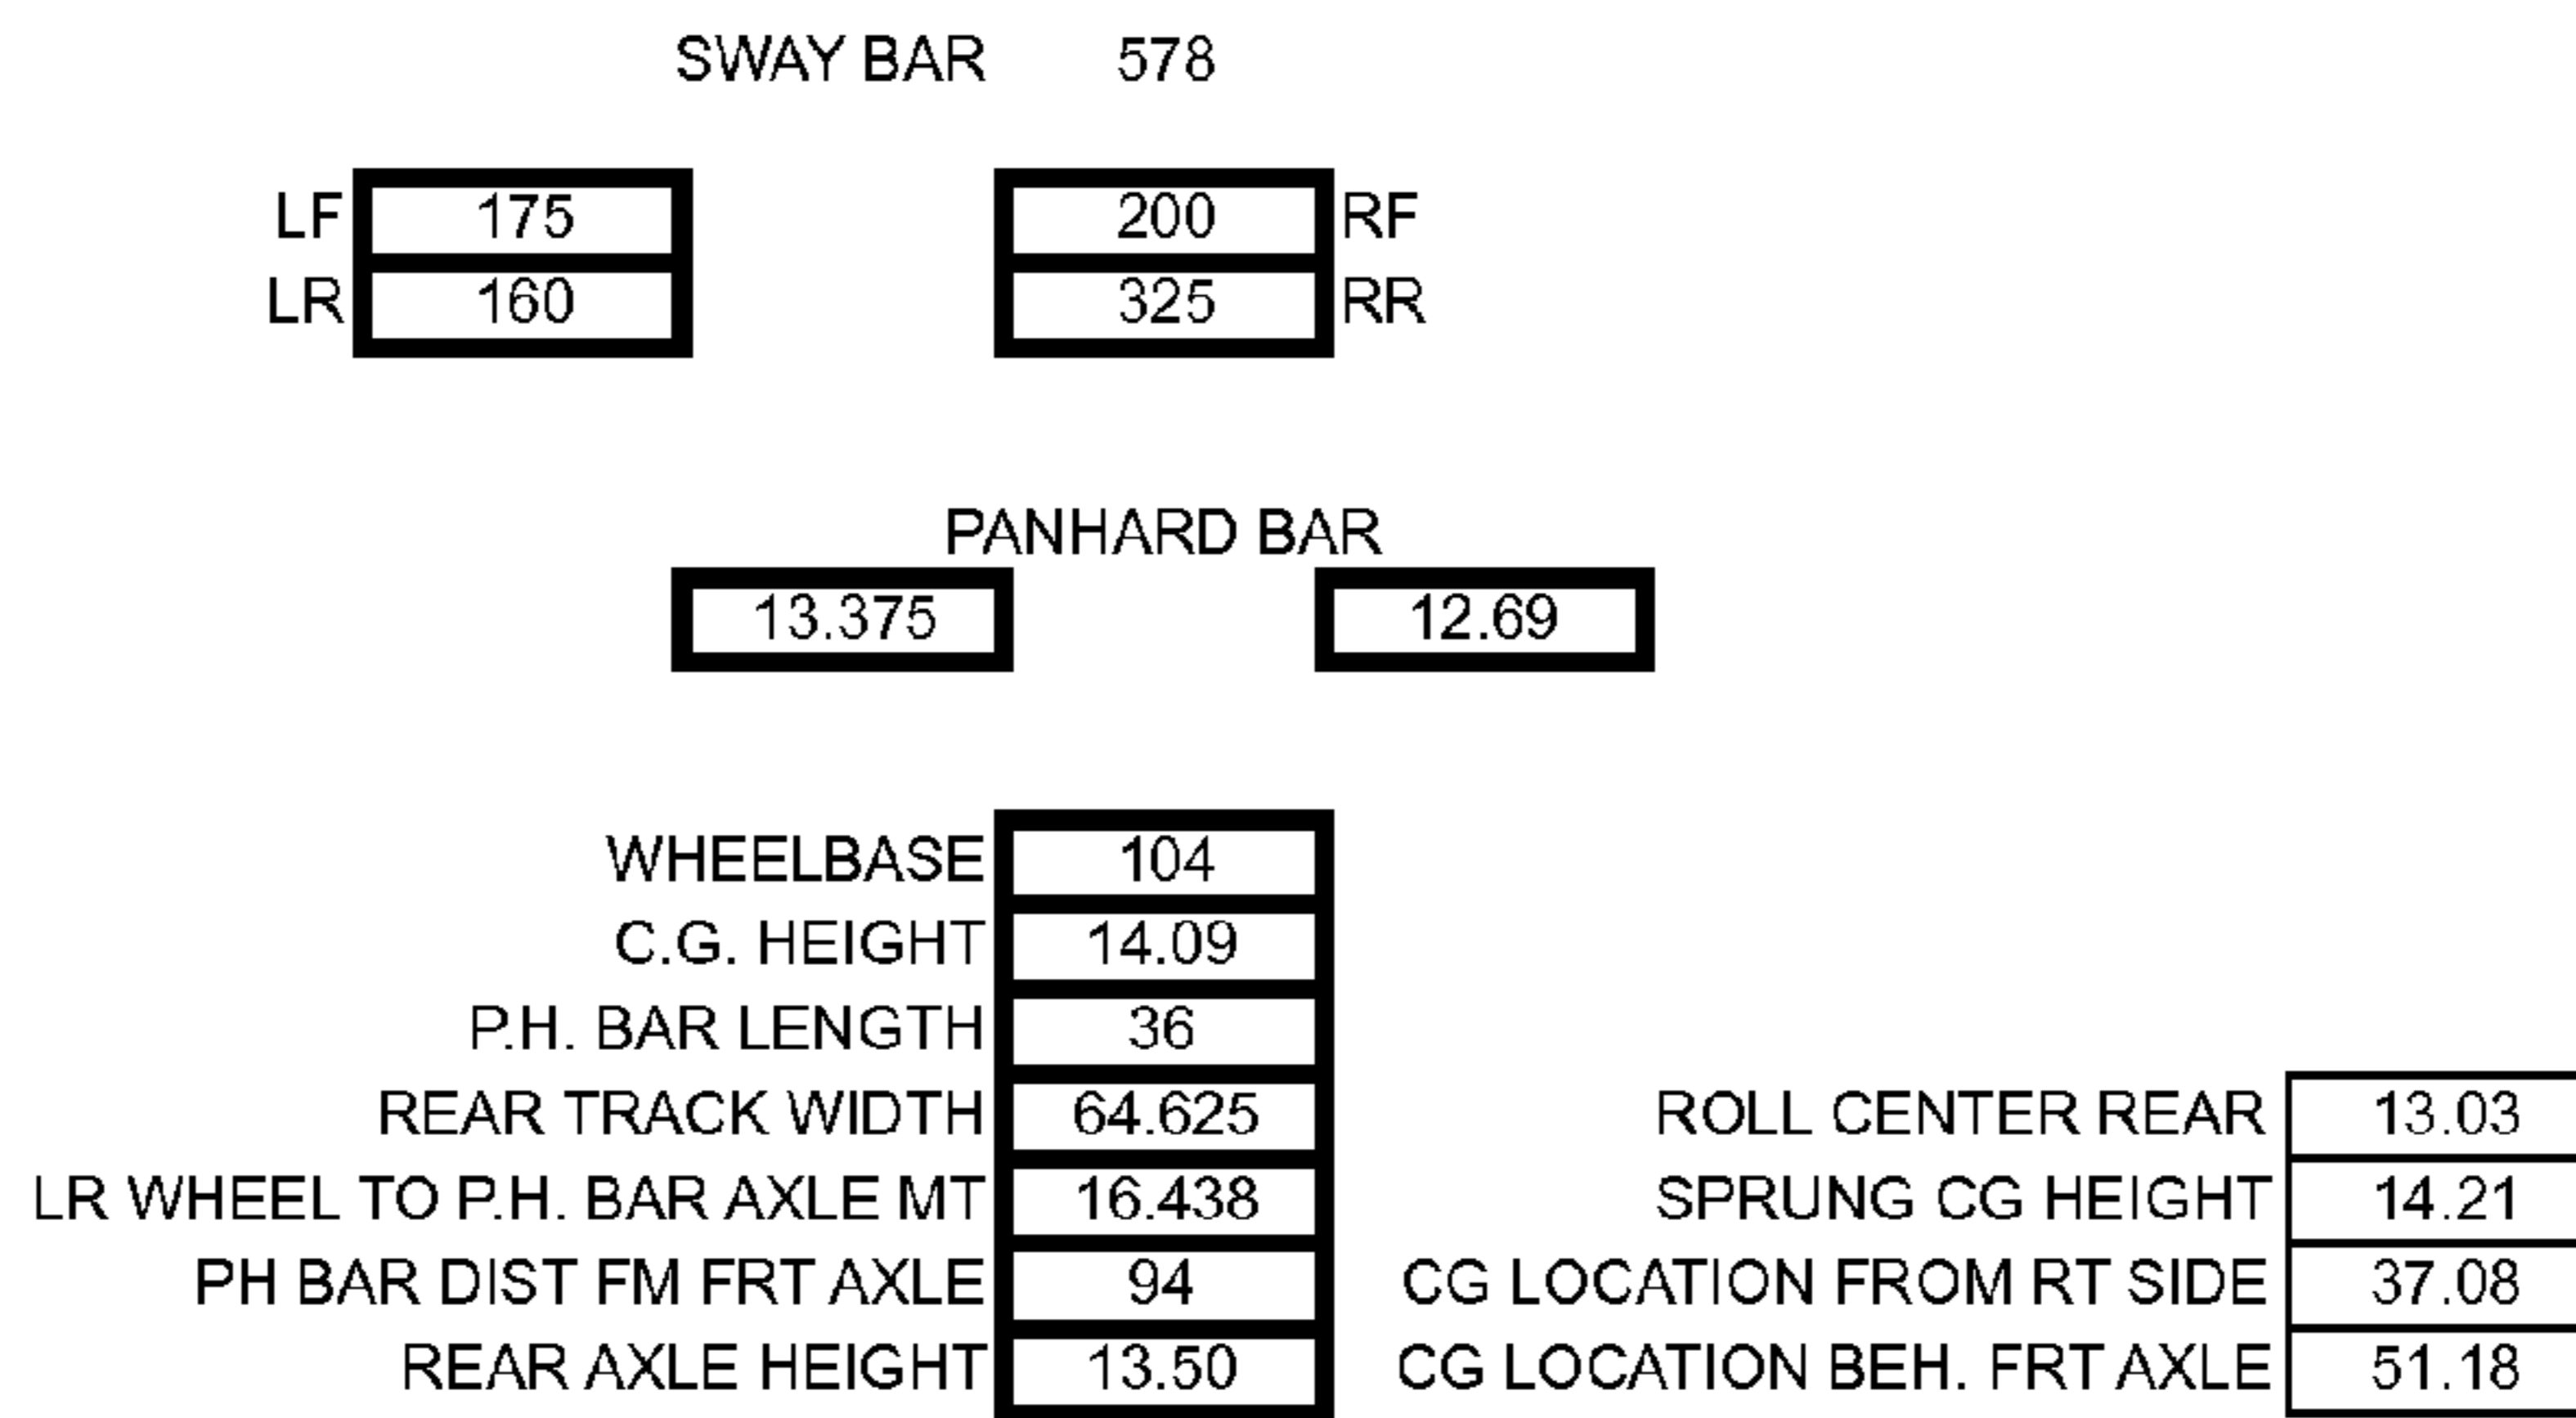 SWAY BAR 578
LF 175 200 RF
LR 160 325 RR
PANHARD BAR
13.375 12.69
WHEELBASE 104
C.G. HEIGHT 14.09
P.H. BAR LENGTH 36
REAR TRACK WIDTH 64.625 ROLL CENTER REAR 13.03
LR WHEEL TO P.H. BAR AXLE MT 16.438 SPRUNG CG HEIGHT 14.21
PH BAR DIST FM FRT AXLE 94 CG LOCATION FROM RT SIDE 37.08
REAR AXLE HEIGHT 13.50 CG LOCATION BEH. FRT AXLE 51.18